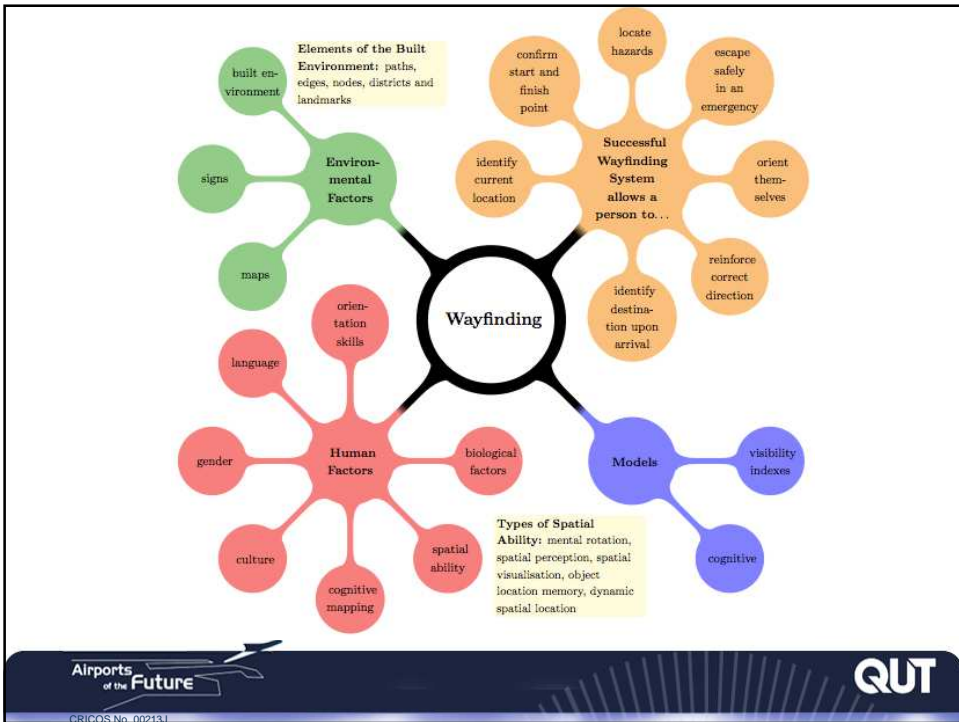 Elements of the Built
Environment: paths,
edges, nodes, districts and
landmarks
built en-
vironment
signs
maps
Environ-
mental
Factors
locate
hazards
confirm
start and
finish
point
escape
safely
in an
emergency
identify
current
location
Successful
Wayfinding
System
allows a
person to...
orient
them-
selves
reinforce
correct
direction
identify
destina-
tion upon
arrival
Wayfinding
orien-
tation
skills
language
gender
Human
Factors
biological
factors
culture
cognitive
mapping
spatial
ability
Models
visibility
indexes
cognitive
Types of Spatial
Ability: mental rotation,
spatial perception, spatial
visualisation, object
location memory, dynamic
spatial location
Airports
of the Future
QUT
CRICOS No. 00213J